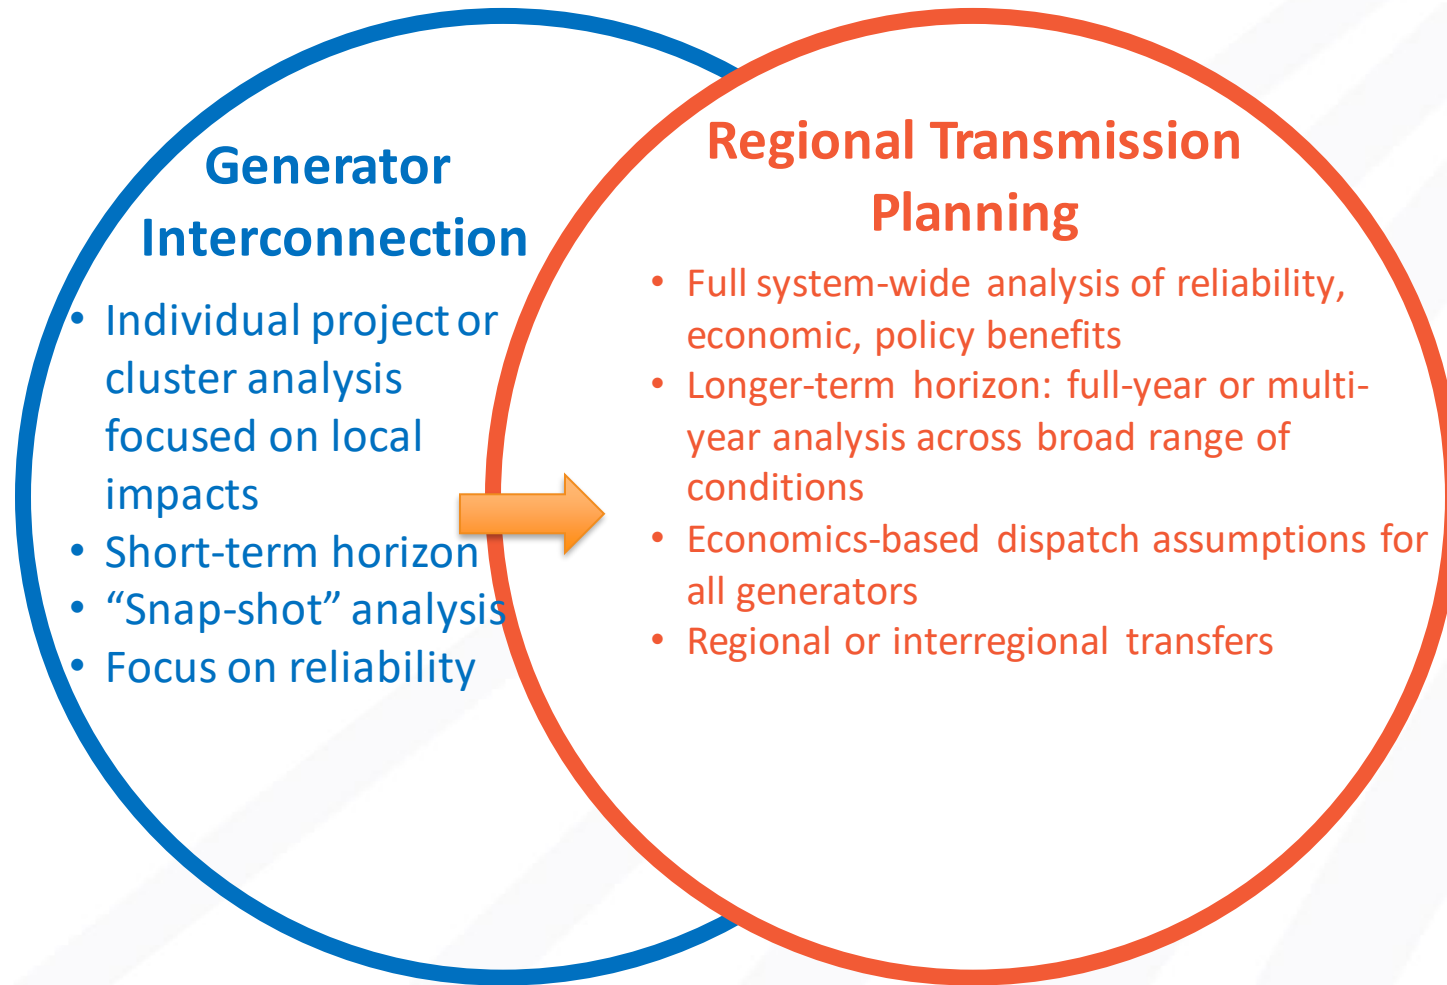 Generator
Interconnection
• Individual project or
cluster analysis
focused on local
impacts
• Short-term horizon
• “Snap-shot” analysis
• Focus on reliability
Regional Transmission
Planning
• Full system-wide analysis of reliability,
economic, policy benefits
• Longer-term horizon: full-year or multi-
year analysis across broad range of
conditions
• Economics-based dispatch assumptions for
all generators
• Regional or interregional transfers